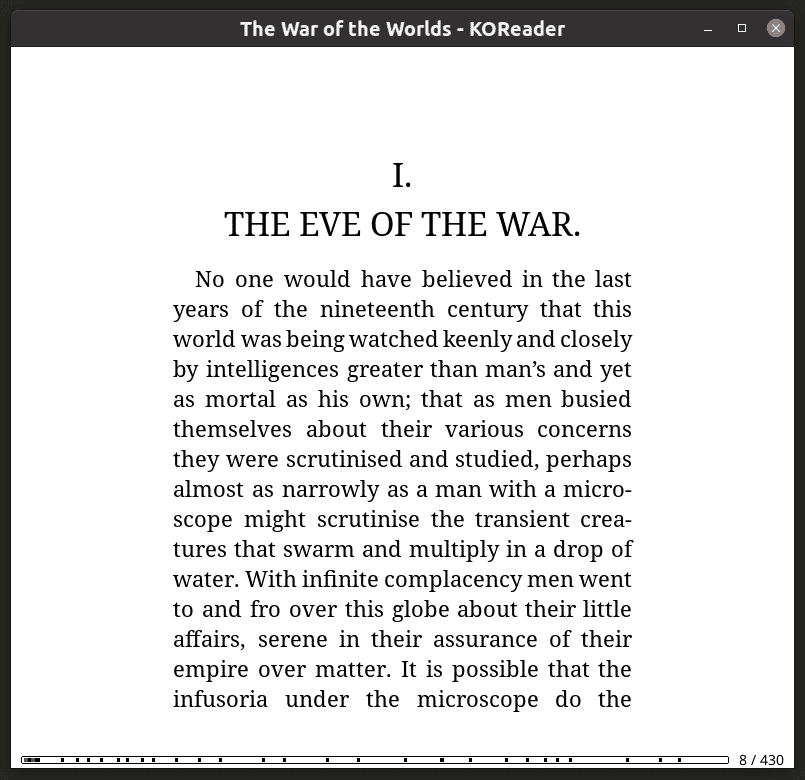 The War of the Worlds - KOReader
I.
THE EVE OF THE WAR.
No one would have believed in the last
years of the nineteenth century that this
world was being watched keenly and closely
by intelligences greater than man’s and yet
as mortal as his own; that as men busied
themselves about their various concerns
they were scrutinised and studied, perhaps
almost as narrowly as a man with a micro-
scope might scrutinise the transient crea-
tures that swarm and multiply in a drop of
water. With infinite complacency men went
to and fro over this globe about their little
affairs, serene in their assurance of their
empire over matter. It is possible that the
infusoria under the microscope do the
8 / 430